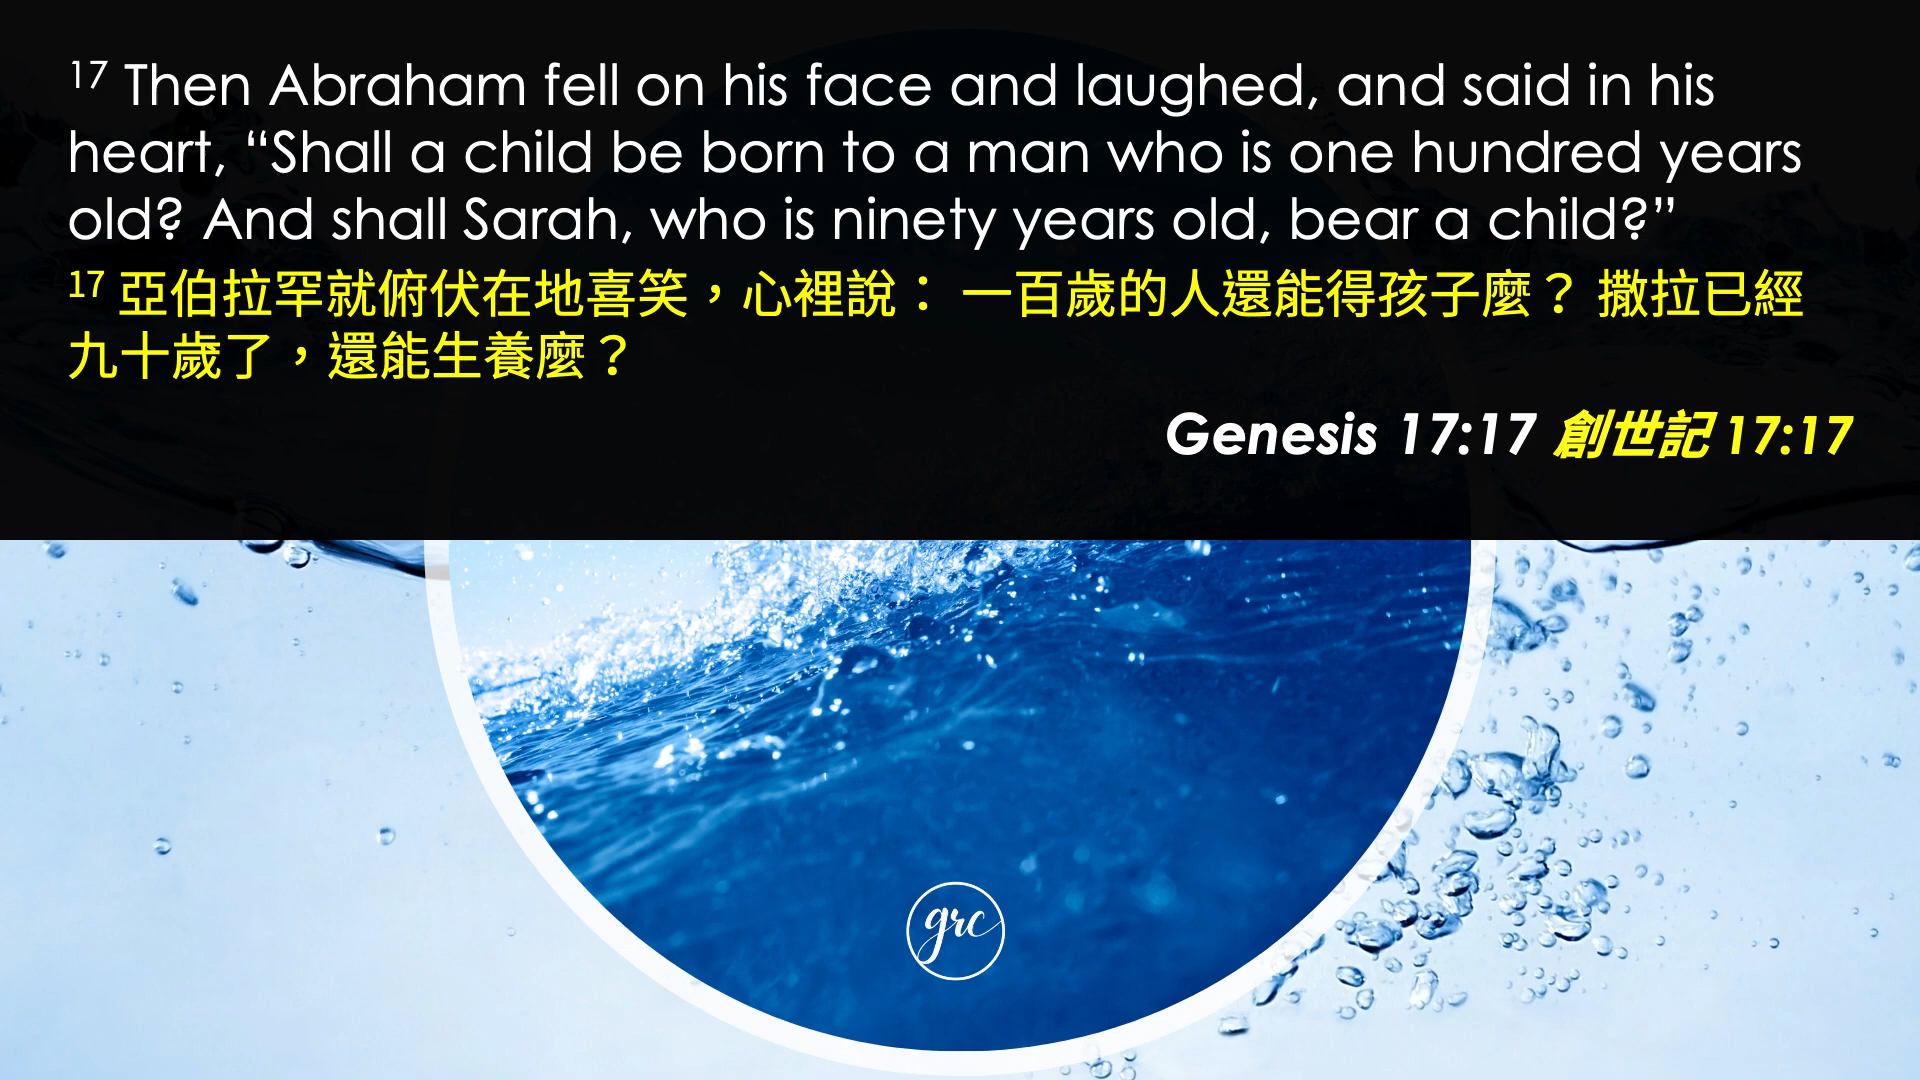 17 Then Abraham fell on his face and laughed, and said in his
heart, “Shall a child be born to a man who is one hundred years
old? And shall Sarah, who is ninety years old, bear a child?”
17 亞伯拉罕就俯伏在地喜笑，心裡說： 一百歲的人還能得孩子麼？ 撒拉已經
九十歲了，還能生養麼？
Genesis 17:17 創世記 17:17
grc